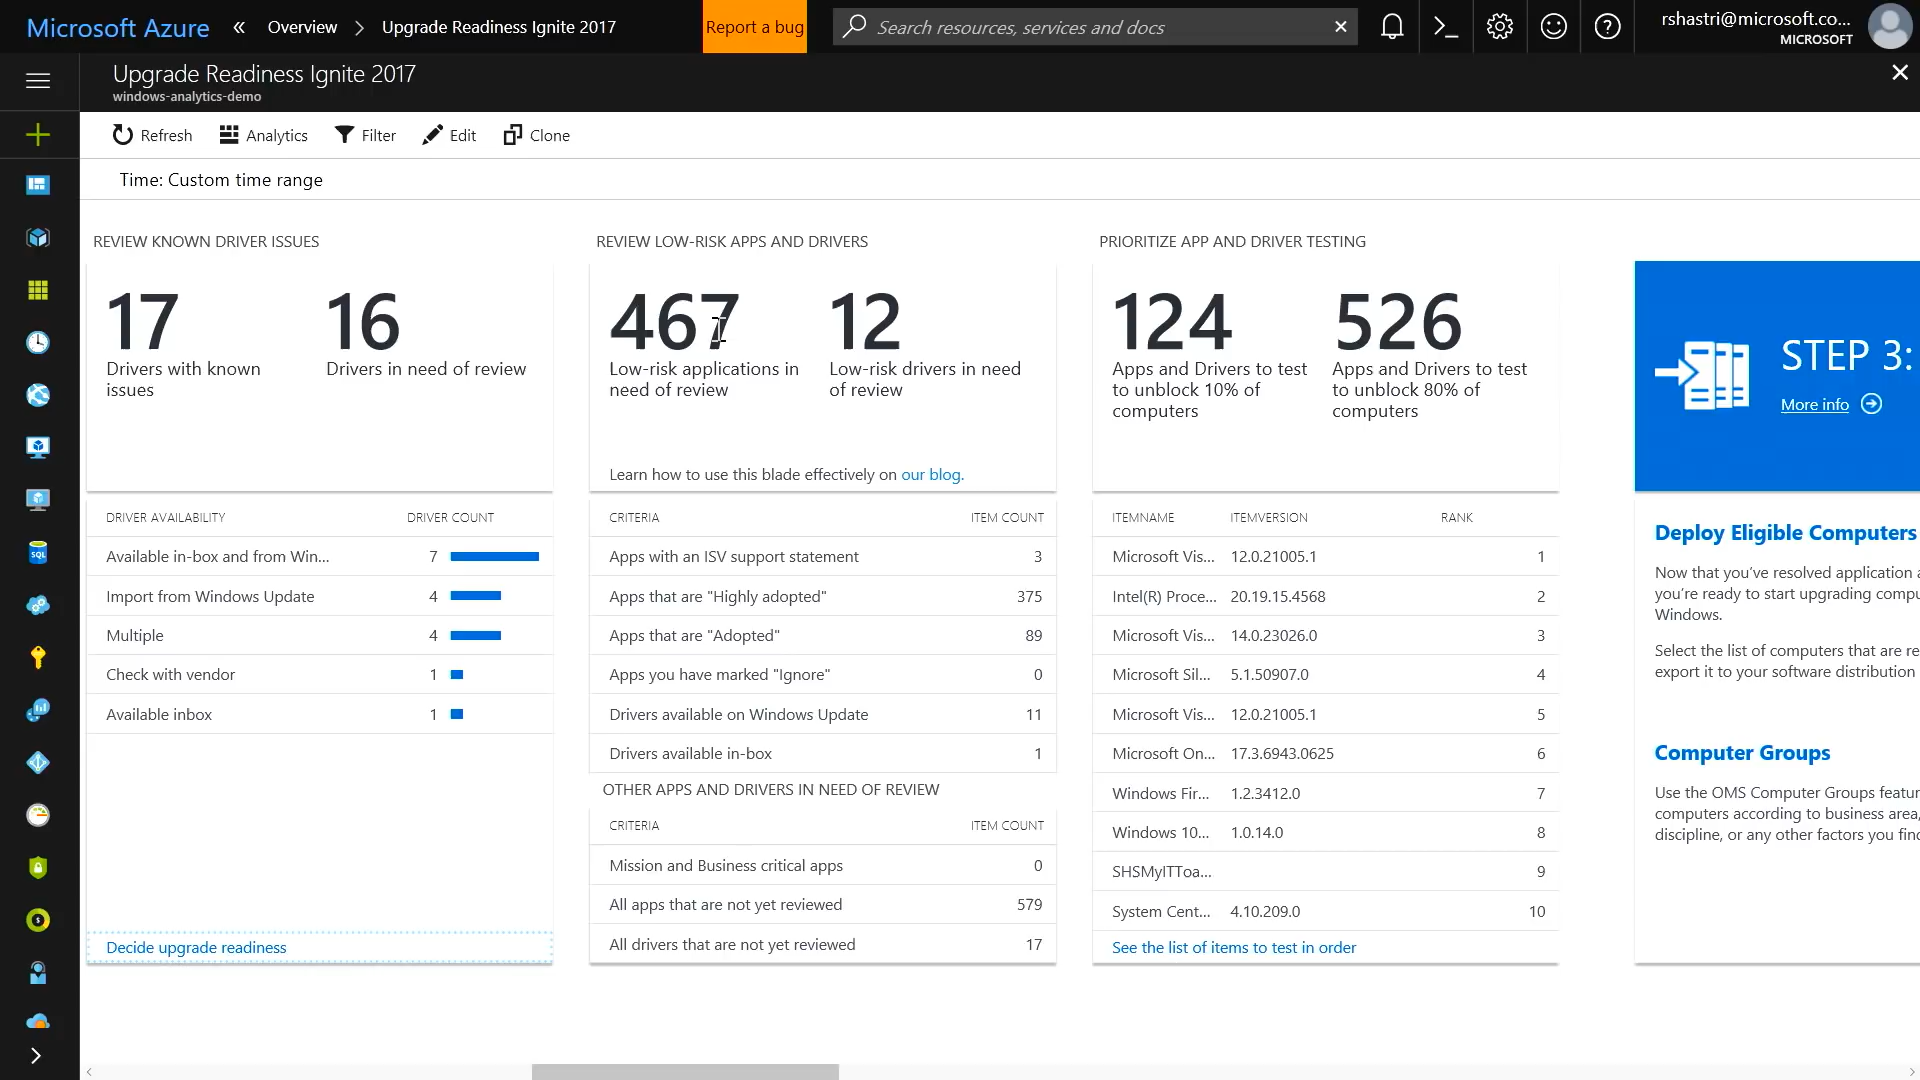 Microsoft Azure « Overview > Upgrade Readiness Ignite 2017
Report a bug
Search resources, services and docs
rshastri@microsoft.co...
MICROSOFT
Upgrade Readiness Ignite 2017
windows-analytics-demo
Refresh Analytics Filter Edit Clone
Time: Custom time range
REVIEW KNOWN DRIVER ISSUES
17 16
Drivers with known issues
Drivers in need of review
DRIVER AVAILABILITY DRIVER COUNT
Available in-box and from Win... 7
Import from Windows Update 4
Multiple 4
Check with vendor 1
Available inbox 1
Decide upgrade readiness
REVIEW LOW-RISK APPS AND DRIVERS
467 12
Low-risk applications in need of review
Low-risk drivers in need of review
Learn how to use this blade effectively on our blog.
CRITERIA ITEM COUNT
Apps with an ISV support statement 3
Apps that are "Highly adopted" 375
Apps that are "Adopted" 89
Apps you have marked "Ignore" 0
Drivers available on Windows Update 11
Drivers available in-box 1
OTHER APPS AND DRIVERS IN NEED OF REVIEW
CRITERIA ITEM COUNT
Mission and Business critical apps 0
All apps that are not yet reviewed 579
All drivers that are not yet reviewed 17
PRIORITIZE APP AND DRIVER TESTING
124 526
Apps and Drivers to test to unblock 10% of computers
Apps and Drivers to test to unblock 80% of computers
ITEMNAME ITEMVERSION RANK
Microsoft Vis... 12.0.21005.1 1
Intel(R) Proce... 20.19.15.4568 2
Microsoft Vis... 14.0.23026.0 3
Microsoft Sil... 5.1.50907.0 4
Microsoft Vis... 12.0.21005.1 5
Microsoft On... 17.3.6943.0625 6
Windows Fir... 1.2.3412.0 7
Windows 10... 1.0.14.0 8
SHSMyITToa... 9
System Cent... 4.10.209.0 10
See the list of items to test in order
STEP 3:
More info
Deploy Eligible Computers
Now that you've resolved application
you're ready to start upgrading compu
Windows.
Select the list of computers that are re
export it to your software distribution
Computer Groups
Use the OMS Computer Groups featur
computers according to business area,
discipline, or any other factors you find
SQL